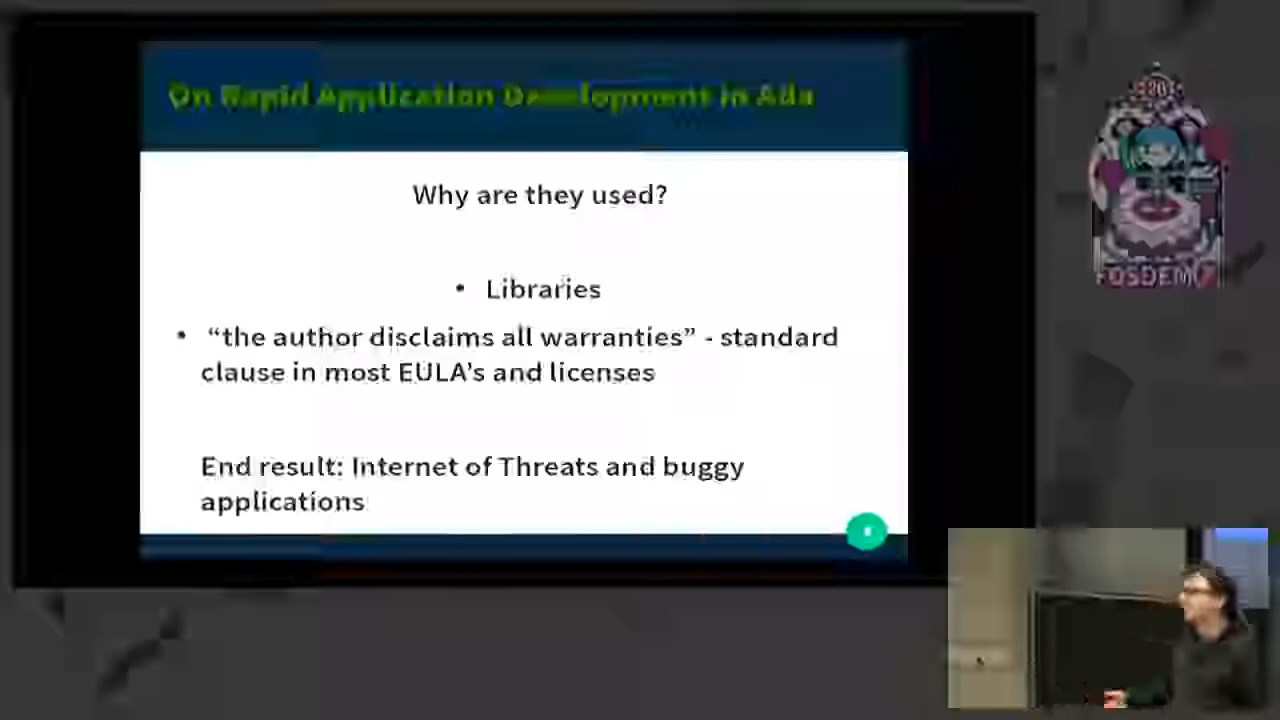 On Rapid Application Development in Ada
Why are they used?
• Libraries
• “the author disclaims all warranties” - standard
clause in most EULA’s and licenses
End result: Internet of Threats and buggy
applications
FOSDEM